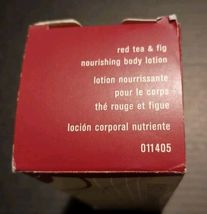 red tea & fig
nourishing body lotion
lotion nourrissante
pour le corps
thé rouge et figue
loción corporal nutriente
011405